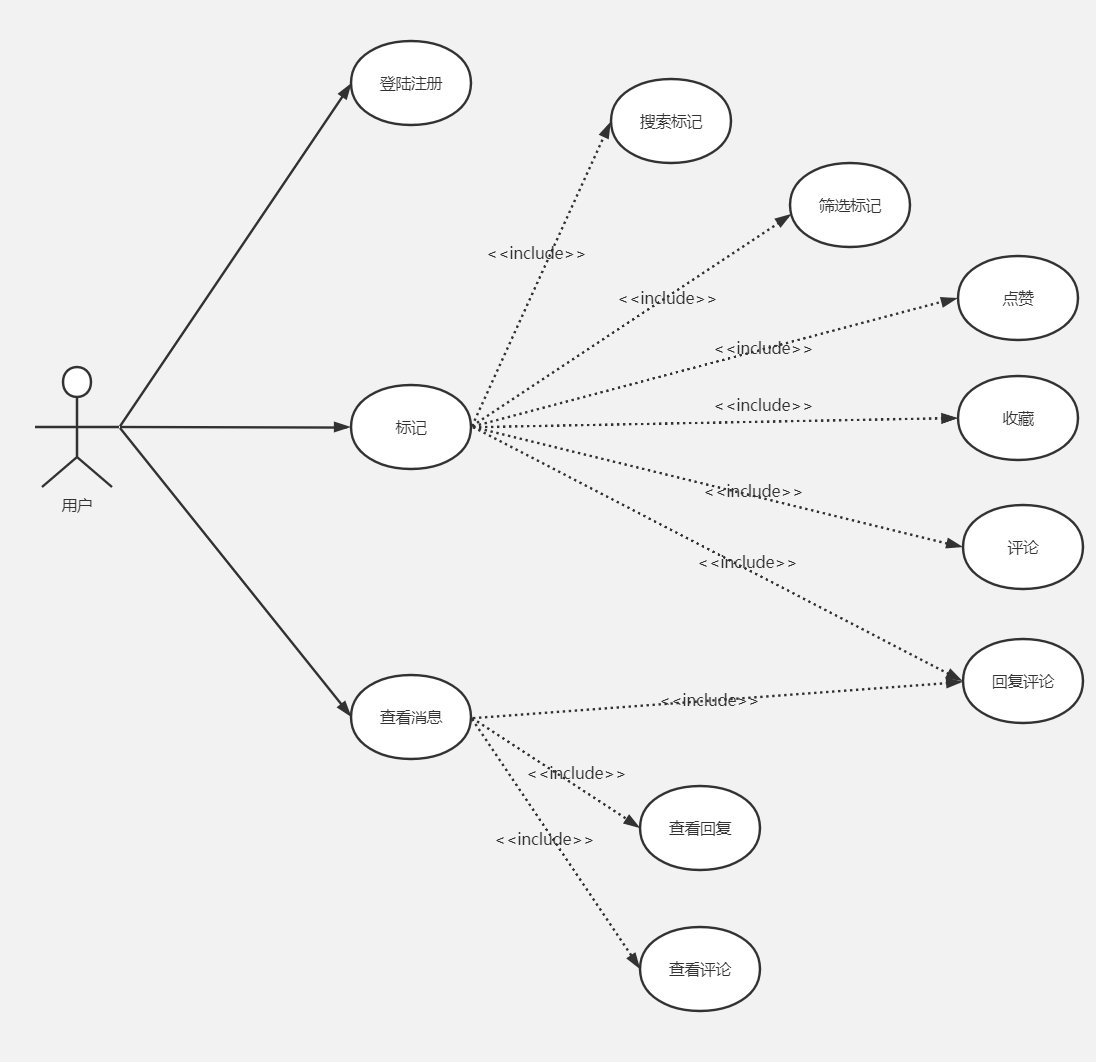 登陆注册
搜索标记
筛选标记
<<include>>
<<include>>
点赞
<<include>>
<<include>>
收藏
标记
用户
<<include>>
评论
<<include>>
回复评论
<<include>>
查看消息
<<include>>
查看回复
<<include>>
查看评论